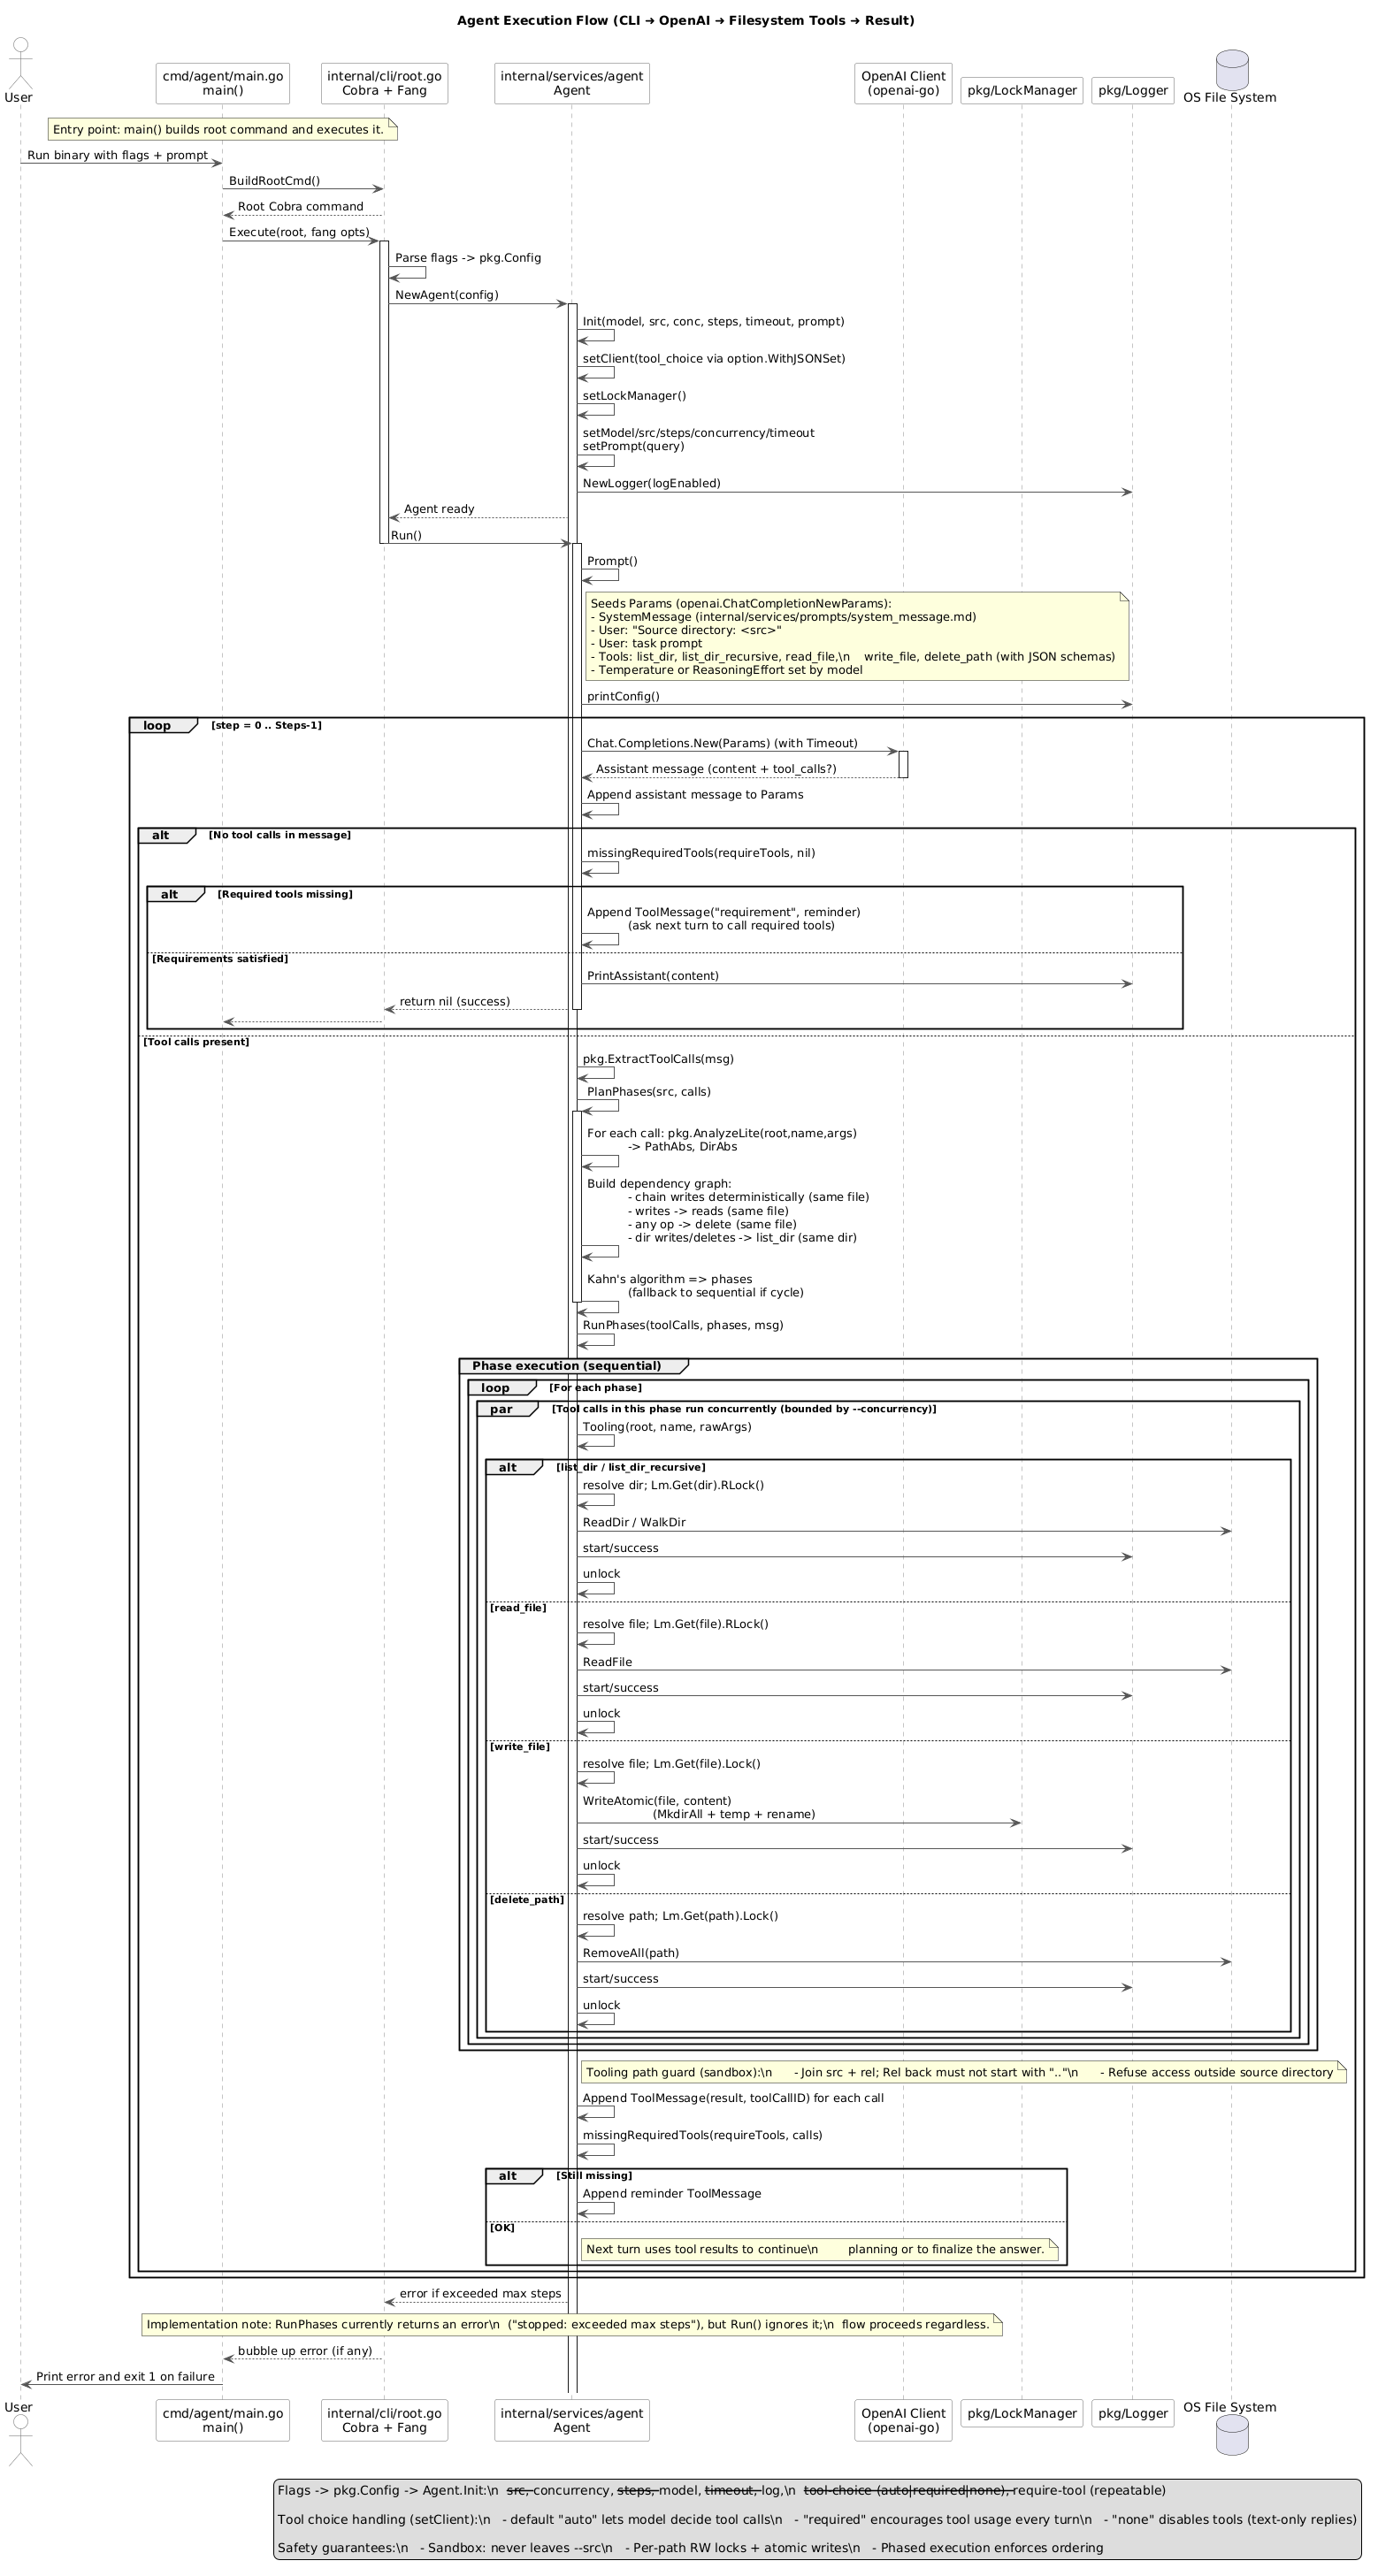 Agent Execution Flow (CLI → OpenAI → Filesystem Tools → Result)
User
cmd/agent/main.go
main()
internal/cli/root.go
Cobra + Fang
internal/services/agent
Agent
OpenAI Client
(openai-go)
pkg/LockManager
pkg/Logger
OS File System
Entry point: main() builds root command and executes it.
Run binary with flags + prompt
BuildRootCmd()
Root Cobra command
Execute(root, fang opts)
Parse flags -> pkg.Config
NewAgent(config)
Init(model, src, conc, steps, timeout, prompt)
setClient(tool_choice via option.WithJSONSet)
setLockManager()
setModel/src/steps/concurrency/timeout
setPrompt(query)
NewLogger(logEnabled)
Agent ready
Run()
Prompt()
Seeds Params (openai.ChatCompletionNewParams):
- SystemMessage (internal/services/prompts/system_message.md)
- User: "Source directory: <src>"
- User: task prompt
- Tools: list_dir, list_dir_recursive, read_file,\n    write_file, delete_path (with JSON schemas)
- Temperature or ReasoningEffort set by model
printConfig()
loop [step = 0 .. Steps-1]
Chat.Completions.New(Params) (with Timeout)
Assistant message (content + tool_calls?)
Append assistant message to Params
alt [No tool calls in message]
missingRequiredTools(requireTools, nil)
alt [Required tools missing]
Append ToolMessage("requirement", reminder)
(ask next turn to call required tools)
[Requirements satisfied]
PrintAssistant(content)
return nil (success)
[Tool calls present]
pkg.ExtractToolCalls(msg)
PlanPhases(src, calls)
For each call: pkg.AnalyzeLite(root,name,args)
-> PathAbs, DirAbs
Build dependency graph:
- chain writes deterministically (same file)
- writes -> reads (same file)
- any op -> delete (same file)
- dir writes/deletes -> list_dir (same dir)
Kahn's algorithm => phases
(fallback to sequential if cycle)
RunPhases(toolCalls, phases, msg)
Phase execution (sequential)
loop [For each phase]
par [Tool calls in this phase run concurrently (bounded by --concurrency)]
Tooling(root, name, rawArgs)
alt [list_dir / list_dir_recursive]
resolve dir; Lm.Get(dir).RLock()
ReadDir / WalkDir
start/success
unlock
[read_file]
resolve file; Lm.Get(file).RLock()
ReadFile
start/success
unlock
[write_file]
resolve file; Lm.Get(file).Lock()
WriteAtomic(file, content)
(MkdirAll + temp + rename)
start/success
unlock
[delete_path]
resolve path; Lm.Get(path).Lock()
RemoveAll(path)
start/success
unlock
Tooling path guard (sandbox):\n      - Join src + rel; Rel back must not start with ".."\n      - Refuse access outside source directory
Append ToolMessage(result, toolCallID) for each call
missingRequiredTools(requireTools, calls)
alt [Still missing]
Append reminder ToolMessage
[OK]
Next turn uses tool results to continue\n        planning or to finalize the answer.
error if exceeded max steps
Implementation note: RunPhases currently returns an error\n  ("stopped: exceeded max steps"), but Run() ignores it;\n  flow proceeds regardless.
bubble up error (if any)
Print error and exit 1 on failure
User
cmd/agent/main.go
main()
internal/cli/root.go
Cobra + Fang
internal/services/agent
Agent
OpenAI Client
(openai-go)
pkg/LockManager
pkg/Logger
OS File System
Flags -> pkg.Config -> Agent.Init:\n  src, concurrency, steps, model, timeout, log,\n  tool-choice (auto|required|none), require-tool (repeatable)
Tool choice handling (setClient):\n   - default "auto" lets model decide tool calls\n   - "required" encourages tool usage every turn\n   - "none" disables tools (text-only replies)
Safety guarantees:\n   - Sandbox: never leaves --src\n   - Per-path RW locks + atomic writes\n   - Phased execution enforces ordering